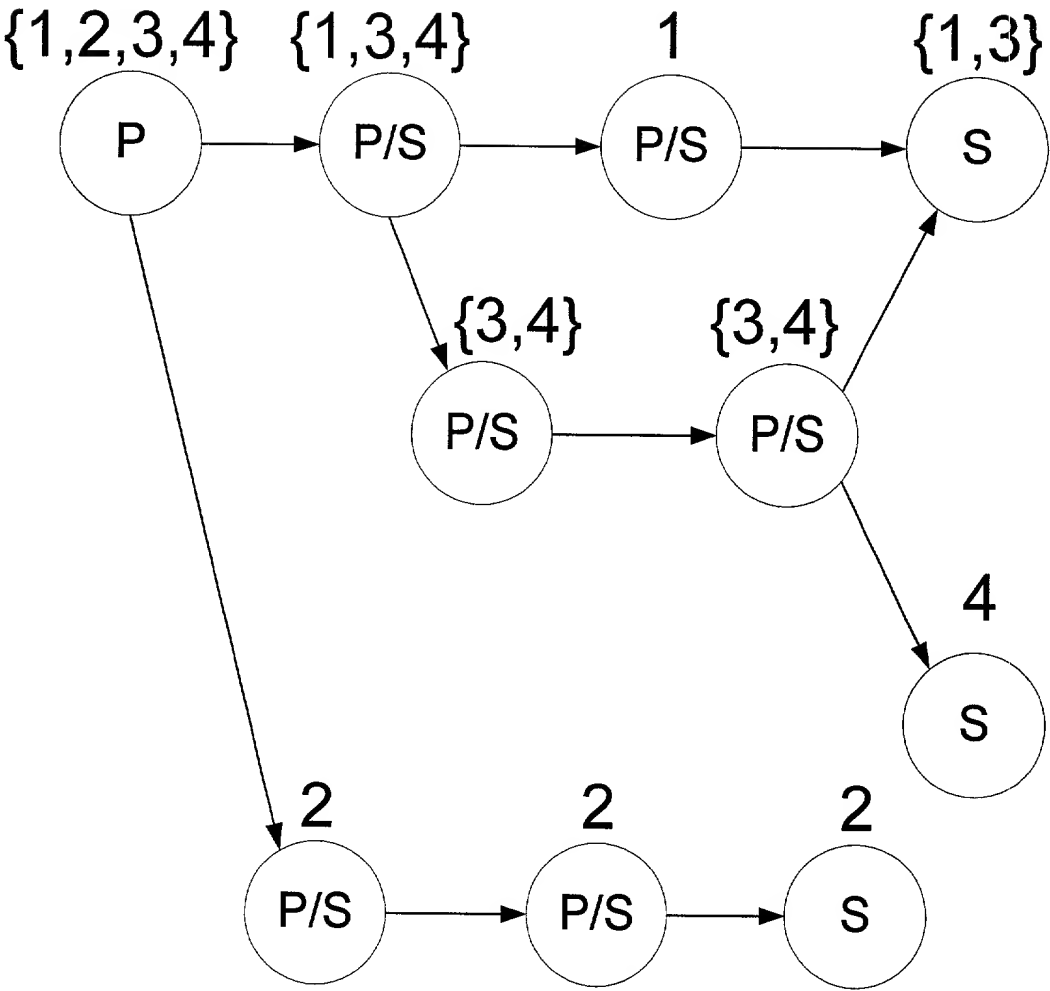 {1,2,3,4} {1,3,4} 1 {1,3}
P P/S P/S S
{3,4} {3,4}
P/S P/S
4
S
2 2 2
P/S P/S S